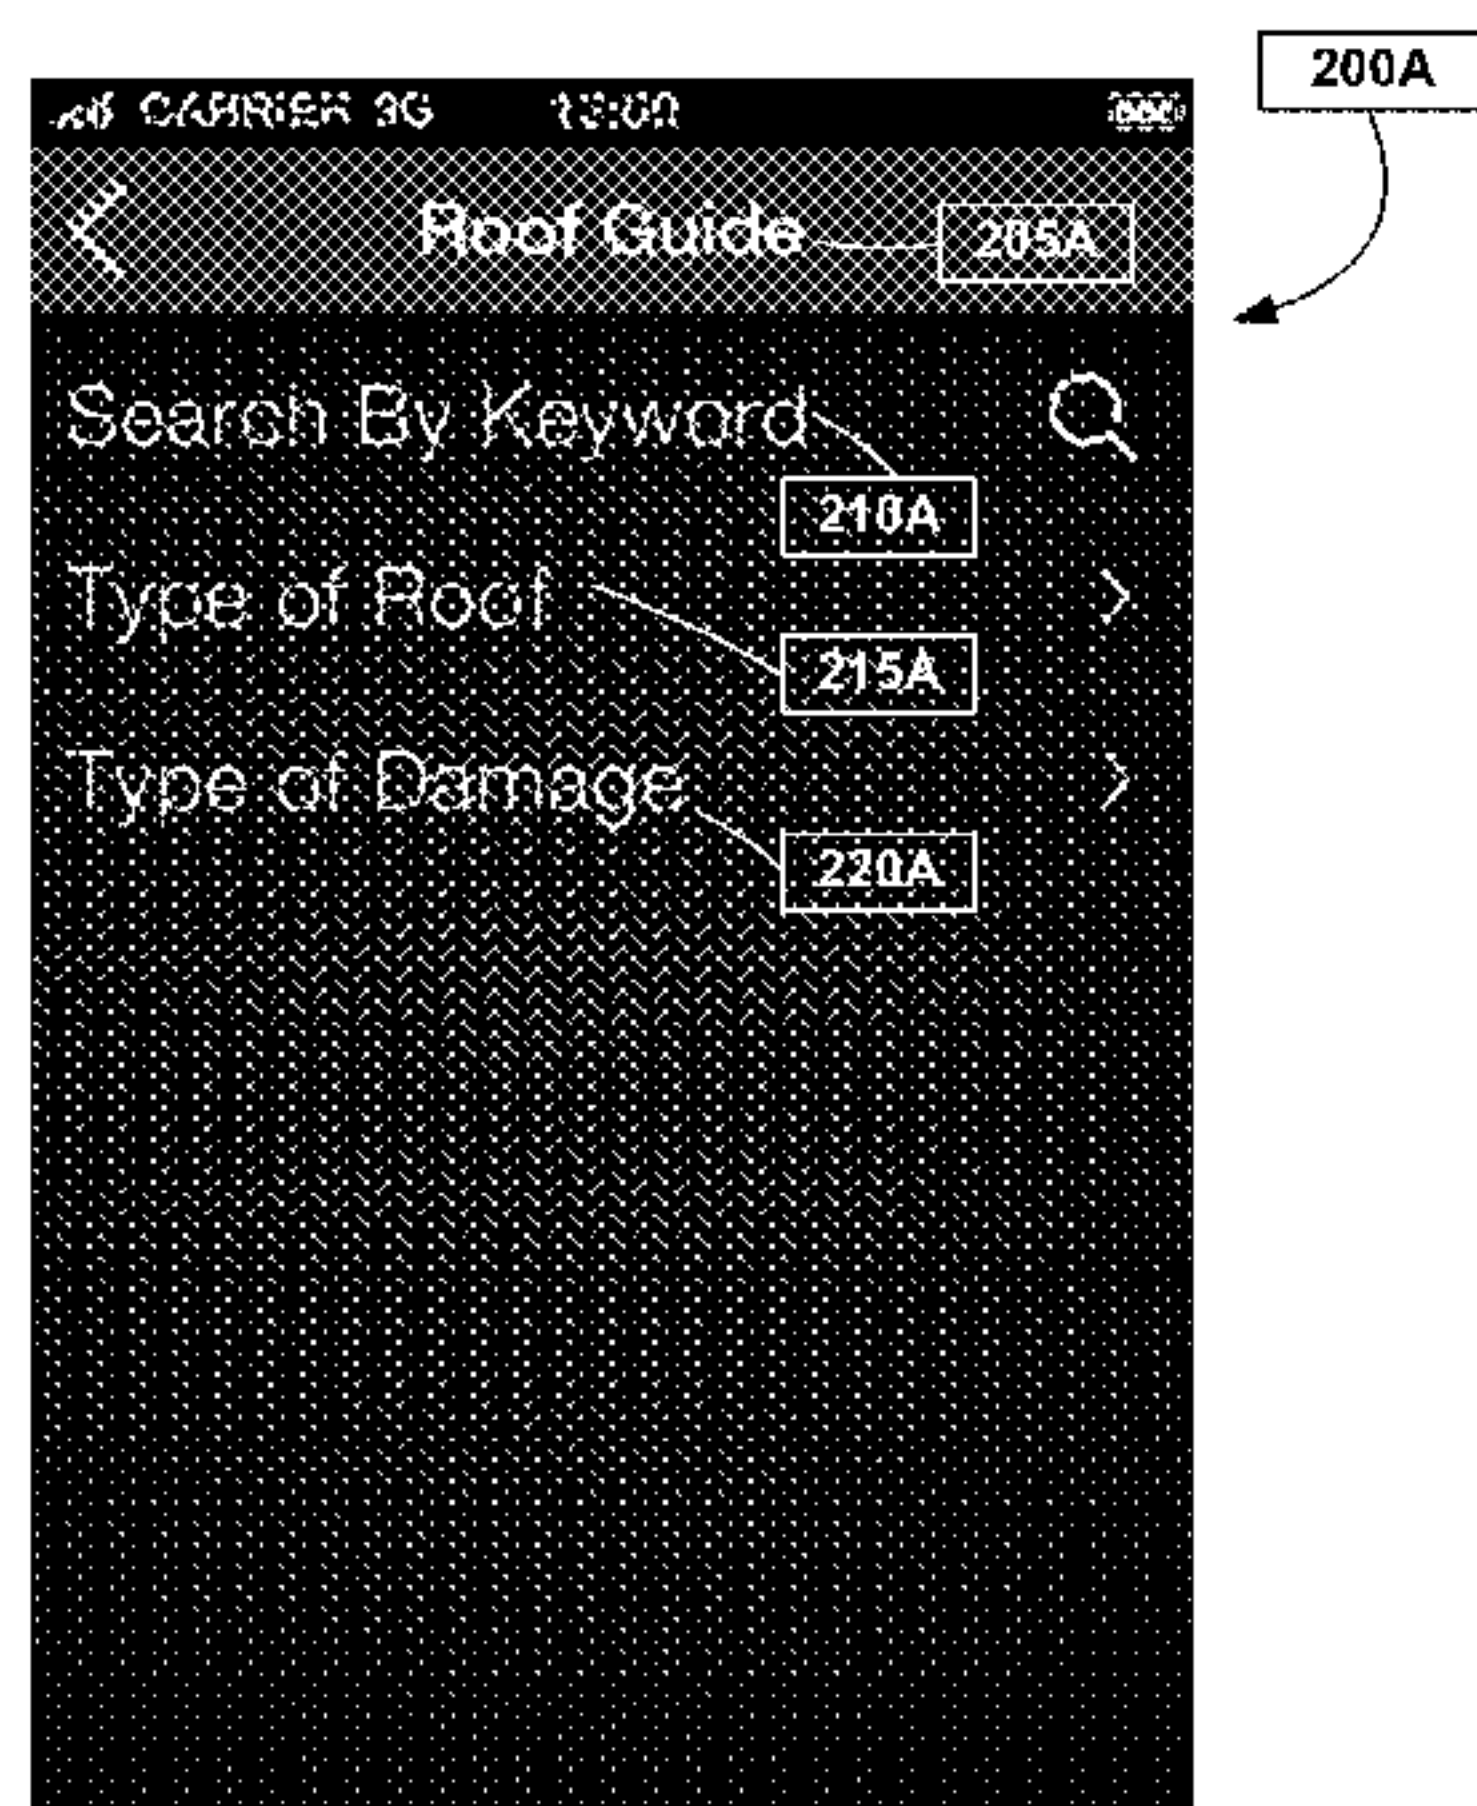 200A
CARRIER 3G
Roof Guide 205A
Search By Keyword
210A
Type of Roof
215A
Type of Damage
220A